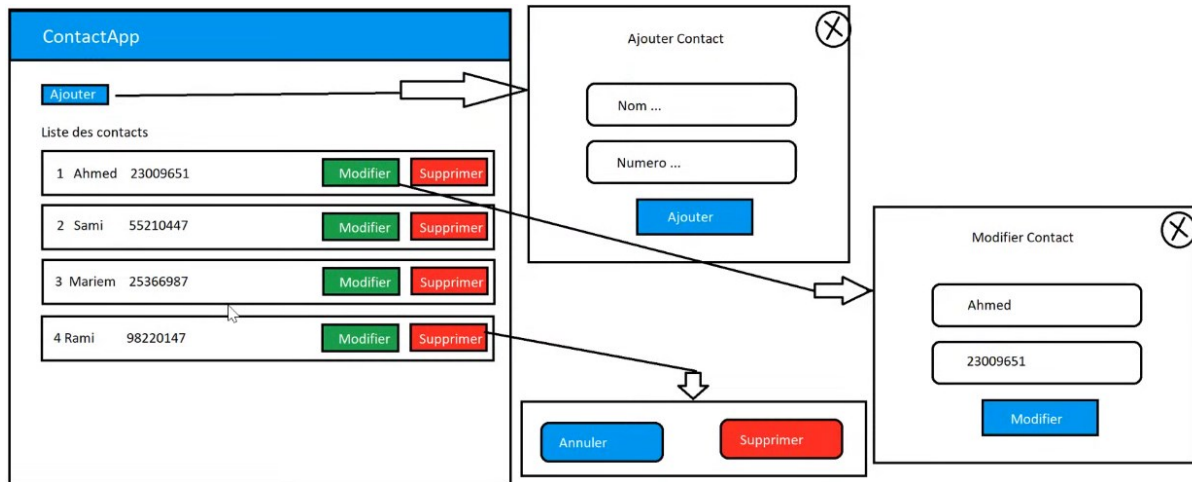 ContactApp
Ajouter
Liste des contacts
1 Ahmed 23009651 Modifier Supprimer
2 Sami 55210447 Modifier Supprimer
3 Mariem 25366987 Modifier Supprimer
4 Rami 98220147 Modifier Supprimer
Ajouter Contact
X
Nom ...
Numero ...
Ajouter
Modifier Contact
X
Ahmed
23009651
Modifier
Annuler Supprimer